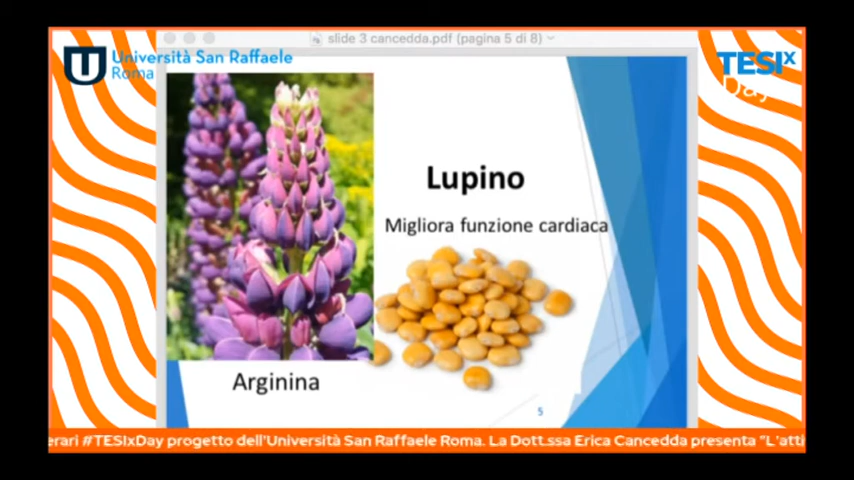 slide 3 cancedda.pdf (pagina 5 di 8)
Università San Raffaele
Roma
TESIx
Day
Lupino
Migliora funzione cardiaca
Arginina
5
erari #TESIxDay progetto dell'Università San Raffaele Roma. La Dott.ssa Erica Cancedda presenta "L'atti